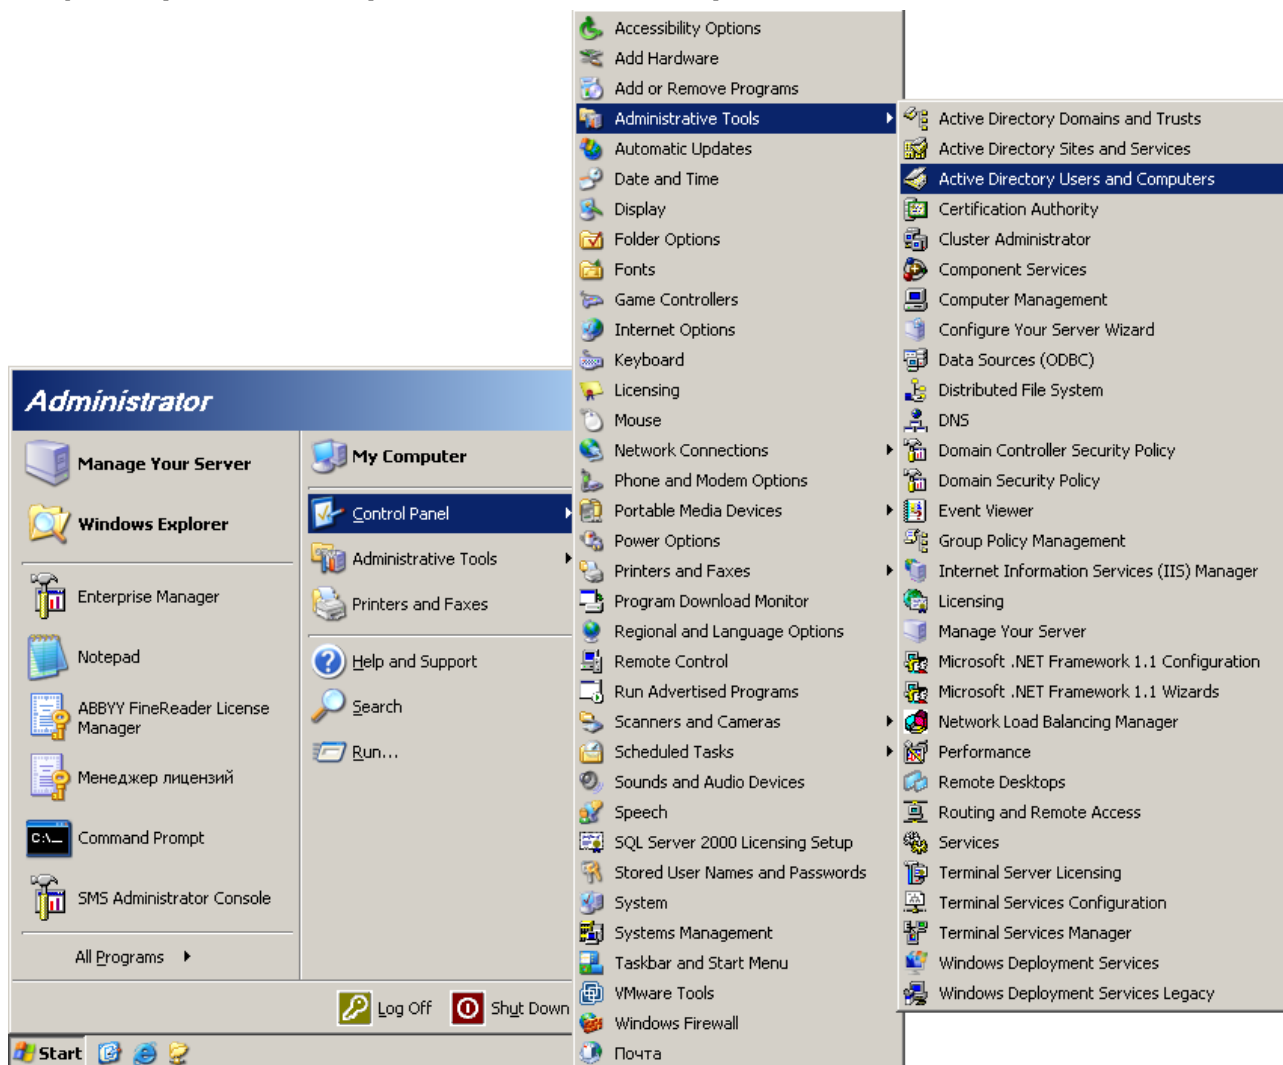 Administrator
Manage Your Server
Windows Explorer
Enterprise Manager
Notepad
ABBYY FineReader License
Manager
Менеджер лицензий
C:\_
Command Prompt
SMS Administrator Console
All Programs
My Computer
Control Panel
Administrative Tools
Printers and Faxes
Help and Support
Search
Run...
Log Off
Shut Down
Start
Accessibility Options
Add Hardware
Add or Remove Programs
Administrative Tools
Automatic Updates
Date and Time
Display
Folder Options
Fonts
Game Controllers
Internet Options
Keyboard
Licensing
Mouse
Network Connections
Phone and Modem Options
Portable Media Devices
Power Options
Printers and Faxes
Program Download Monitor
Regional and Language Options
Remote Control
Run Advertised Programs
Scanners and Cameras
Scheduled Tasks
Sounds and Audio Devices
Speech
SQL Server 2000 Licensing Setup
Stored User Names and Passwords
System
Systems Management
Taskbar and Start Menu
VMware Tools
Windows Firewall
Почта
Active Directory Domains and Trusts
Active Directory Sites and Services
Active Directory Users and Computers
Certification Authority
Cluster Administrator
Component Services
Computer Management
Configure Your Server Wizard
Data Sources (ODBC)
Distributed File System
DNS
Domain Controller Security Policy
Domain Security Policy
Event Viewer
Group Policy Management
Internet Information Services (IIS) Manager
Licensing
Manage Your Server
Microsoft .NET Framework 1.1 Configuration
Microsoft .NET Framework 1.1 Wizards
Network Load Balancing Manager
Performance
Remote Desktops
Routing and Remote Access
Services
Terminal Server Licensing
Terminal Services Configuration
Terminal Services Manager
Windows Deployment Services
Windows Deployment Services Legacy